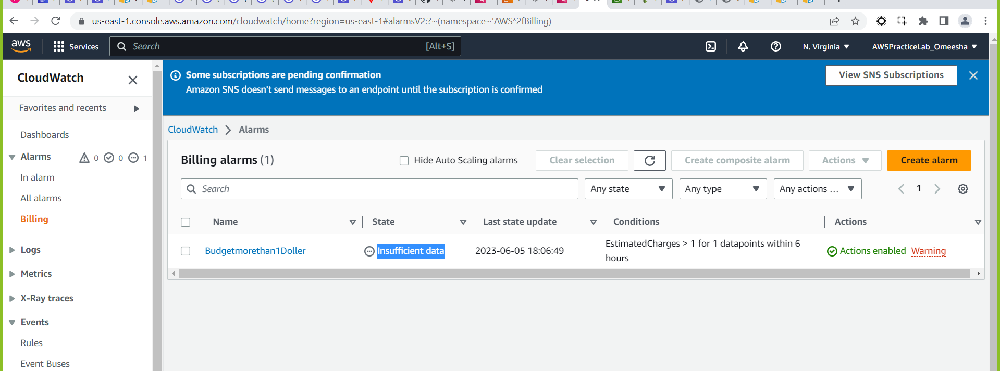 us-east-1.console.aws.amazon.com/cloudwatch/home?region=us-east-1#alarmsV2:?~(namespace~'AWS*2fBilling)
aws Services Search [Alt+S] N. Virginia AWSPracticeLab_Omeesha
CloudWatch
Favorites and recents
Dashboards
Alarms 0 0 1
In alarm
All alarms
Billing
Logs
Metrics
X-Ray traces
Events
Rules
Event Buses
Some subscriptions are pending confirmation
Amazon SNS doesn't send messages to an endpoint until the subscription is confirmed
View SNS Subscriptions
CloudWatch Alarms
Billing alarms (1) Hide Auto Scaling alarms Clear selection Create composite alarm Actions Create alarm
Search Any state Any type Any actions ... 1
Name State Last state update Conditions Actions
Budgetmorethan1Doller Insufficient data 2023-06-05 18:06:49 EstimatedCharges > 1 for 1 datapoints within 6
hours
Actions enabled Warning